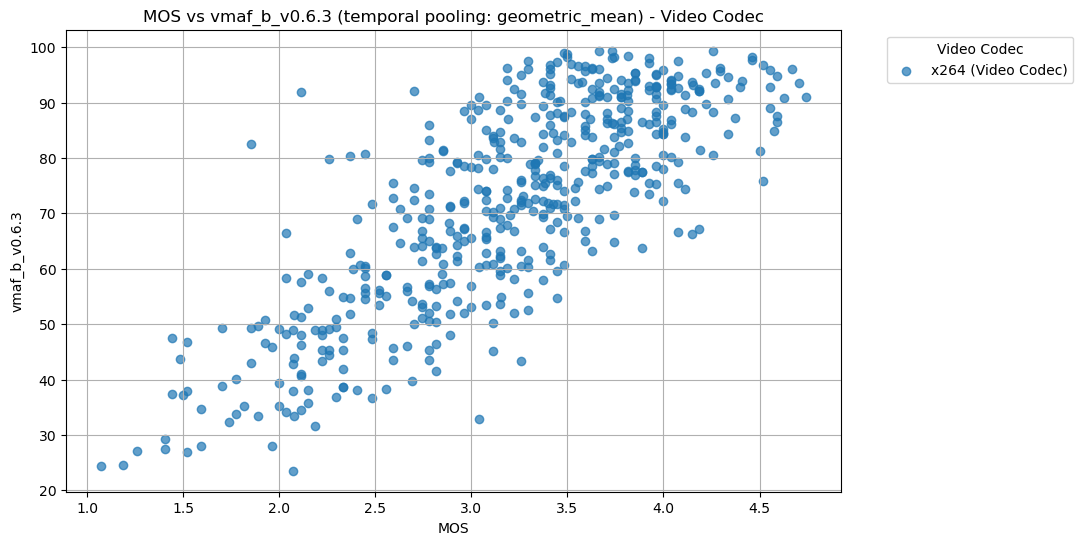 MOS vs vmaf_b_v0.6.3 (temporal pooling: geometric_mean) - Video Codec
Video Codec
x264 (Video Codec)
vmaf_b_v0.6.3
100
90
80
70
60
50
40
30
20
1.0 1.5 2.0 2.5 3.0 3.5 4.0 4.5
MOS